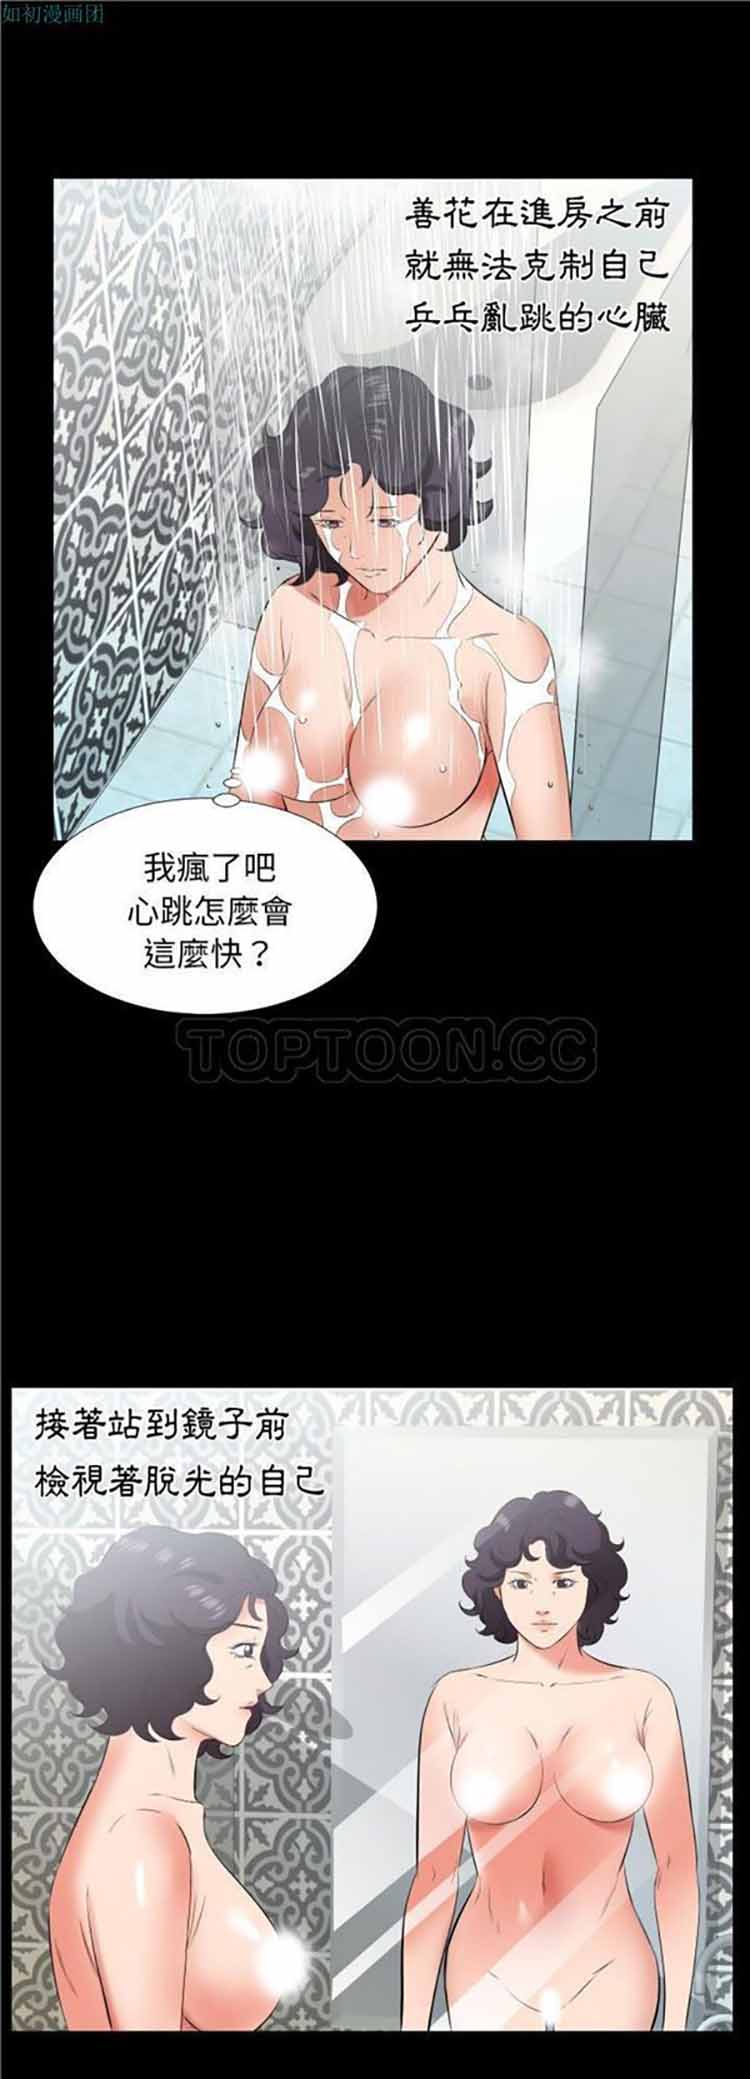 如初漫画团
善花在進房之前
就無法克制自己
乒乓亂跳的心臟
我瘋了吧
心跳怎麼會
這麼快？
TOPTOON.CC
接著站到鏡子前
檢視著脫光的自己